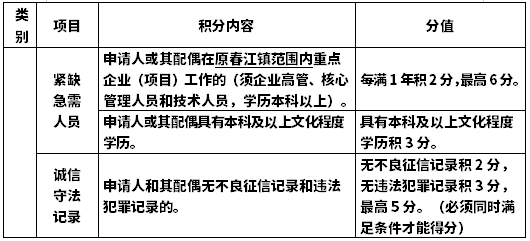 类别
项目
积分内容
分值
紧缺
急需
人员
申请人或其配偶在原春江镇范围内重点
企业（项目）工作的（须企业高管、核心
管理人员和技术人员，学历本科以上）。
每满1年积2分，最高6分。
申请人或其配偶具有本科及以上文化程度
学历。
具有本科及以上文化程度
学历积3分。
诚信
守法
记录
申请人和其配偶无不良征信记录和违法
犯罪记录的。
无不良征信记录积2分，
无违法犯罪记录积3分，
最高5分。（必须同时满
足条件才能得分）